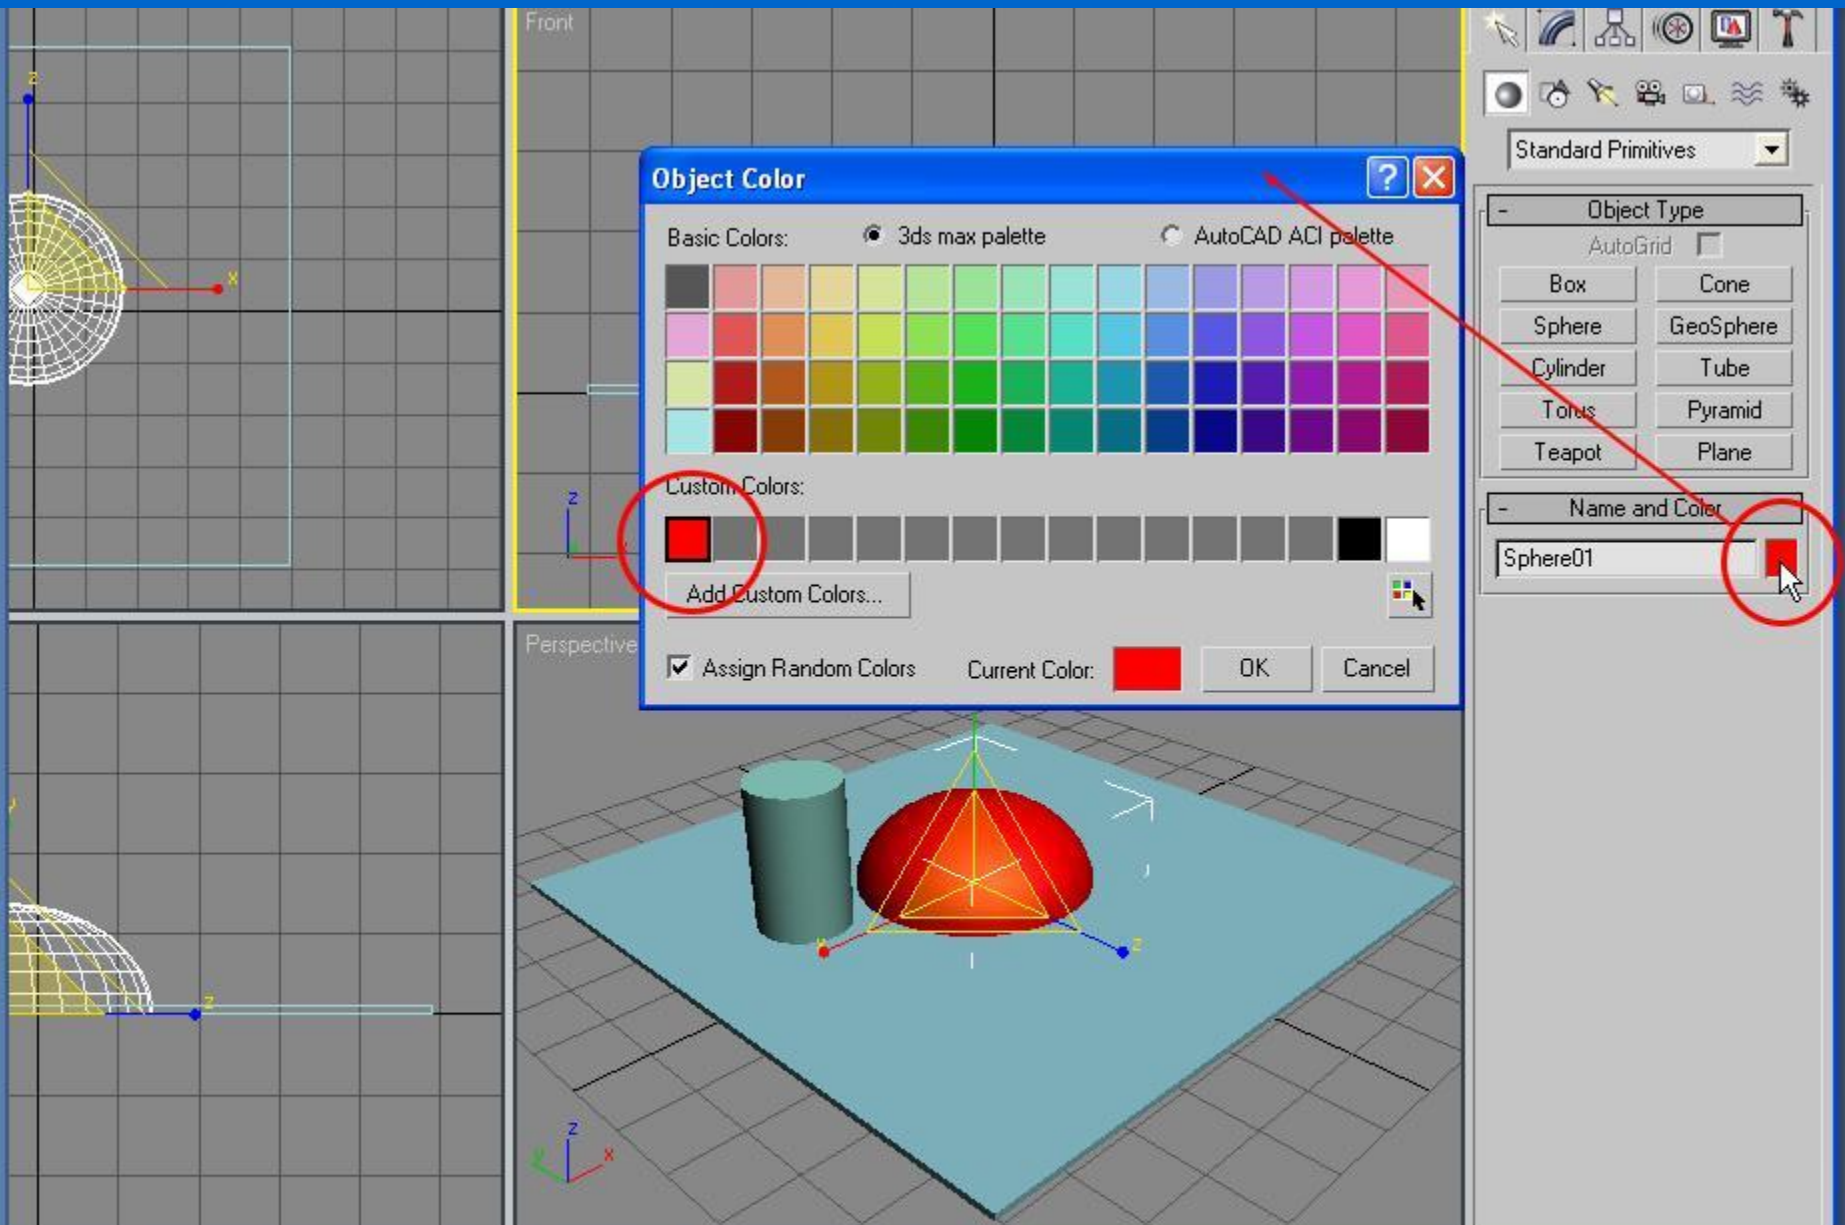 Front
Standard Primitives
- Object Type
AutoGrid
Box Cone
Sphere GeoSphere
Cylinder Tube
Torus Pyramid
Teapot Plane
- Name and Color
Sphere01
Object Color ?
Basic Colors: 3ds max palette AutoCAD ACI palette
Custom Colors:
Add Custom Colors...
Assign Random Colors Current Color: OK Cancel
z
x
z
z
Perspective
z
z
z
y x